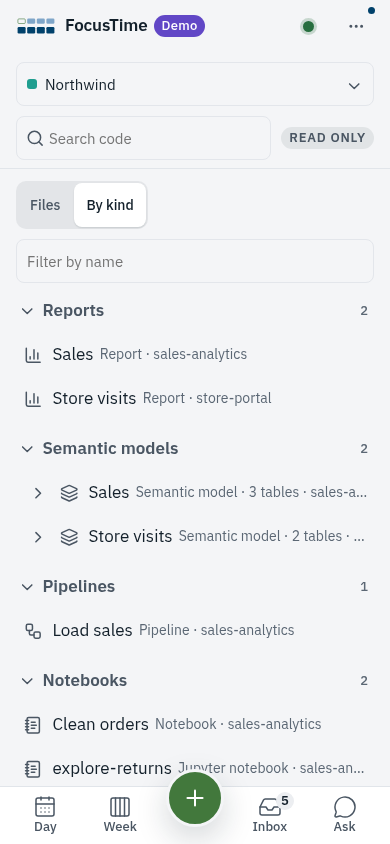 FocusTime Demo
Northwind
Search code READ ONLY
Files By kind
Filter by name
Reports 2
Sales Report · sales-analytics
Store visits Report · store-portal
Semantic models 2
Sales Semantic model · 3 tables · sales-a...
Store visits Semantic model · 2 tables · ...
Pipelines 1
Load sales Pipeline · sales-analytics
Notebooks 2
Clean orders Notebook · sales-analytics
explore-returns Jupyter notebook · sales-an...
Day Week Inbox 5 Ask